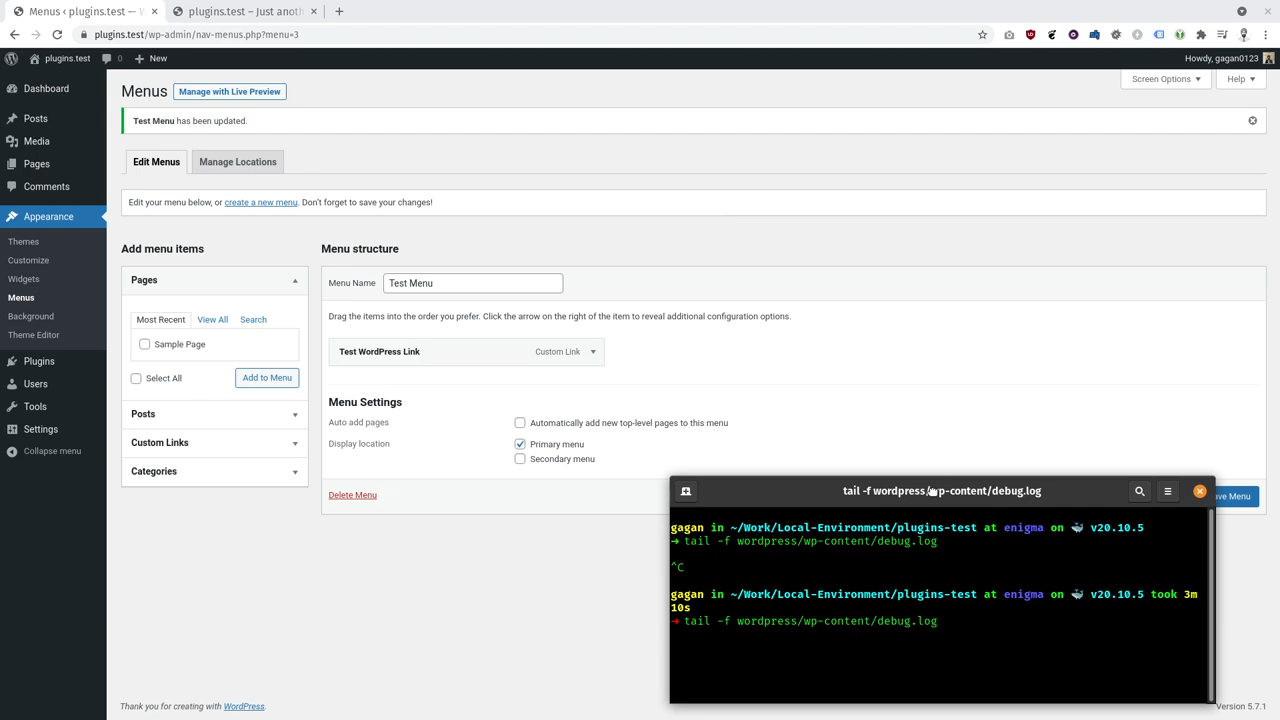 Menus ‹ plugins.test — W
plugins.test – Just anoth
plugins.test/wp-admin/nav-menus.php?menu=3
plugins.test
0
New
Howdy, gagan0123
Dashboard
Posts
Media
Pages
Comments
Appearance
Themes
Customize
Widgets
Menus
Background
Theme Editor
Plugins
Users
Tools
Settings
Collapse menu
Screen Options
Help
Menus
Manage with Live Preview
Test Menu has been updated.
Edit Menus
Manage Locations
Edit your menu below, or create a new menu. Don't forget to save your changes!
Add menu items
Pages
Most Recent
View All
Search
Sample Page
Select All
Add to Menu
Posts
Custom Links
Categories
Menu structure
Menu Name
Test Menu
Drag the items into the order you prefer. Click the arrow on the right of the item to reveal additional configuration options.
Test WordPress Link
Custom Link
Menu Settings
Auto add pages
Automatically add new top-level pages to this menu
Display location
Primary menu
Secondary menu
Delete Menu
Menu
tail -f wordpress/wp-content/debug.log
gagan in ~/Work/Local-Environment/plugins-test at enigma on 🐳 v20.10.5
➜ tail -f wordpress/wp-content/debug.log
^C
gagan in ~/Work/Local-Environment/plugins-test at enigma on 🐳 v20.10.5 took 3m
10s
➜ tail -f wordpress/wp-content/debug.log
Thank you for creating with WordPress.
Version 5.7.1